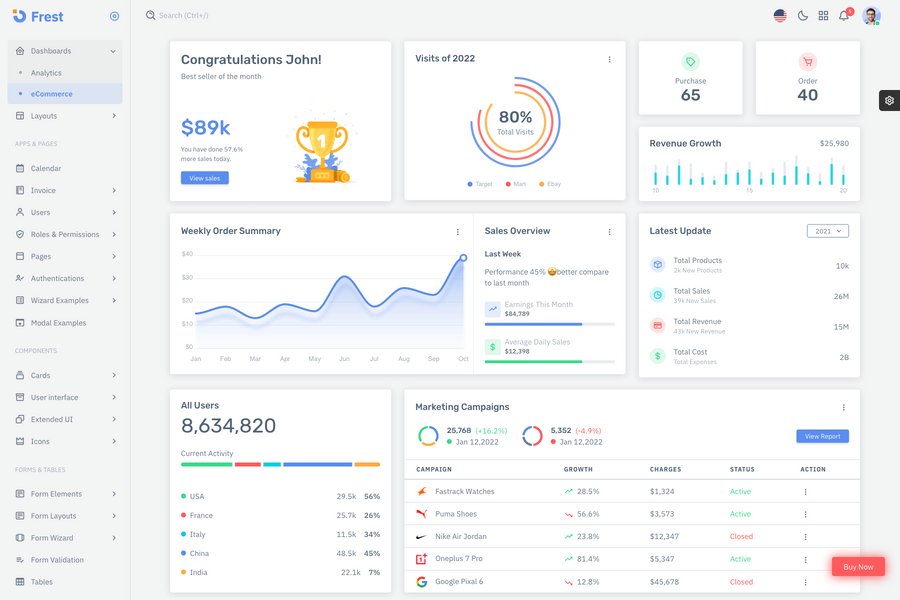 Frest
Search (Ctrl+/)
1
Dashboards
Analytics
eCommerce
Layouts
APPS & PAGES
Calendar
Invoice
Users
Roles & Permissions
Pages
Authentications
Wizard Examples
Modal Examples
COMPONENTS
Cards
User interface
Extended UI
Icons
FORMS & TABLES
Form Elements
Form Layouts
Form Wizard
Form Validation
Tables
Congratulations John!
Best seller of the month
$89k
You have done 57.6%
more sales today.
View sales
1
Visits of 2022
80%
Total Visits
Target Mart Ebay
Purchase
65
Order
40
Revenue Growth $25,980
10 15 20
Weekly Order Summary
$40
$30
$20
$10
$0
Jan Feb Mar Apr May Jun Jul Aug Sep Oct
Sales Overview
Last Week
Performance 45% 🤩better compare
to last month
Earnings This Month
$84,789
Average Daily Sales
$12,398
Latest Update 2021
Total Products 10k
2k New Products
Total Sales 26M
39k New Sales
Total Revenue 15M
43k New Revenue
Total Cost 2B
Total Expenses
All Users
8,634,820
Current Activity
USA 29.5k 56%
France 25.7k 26%
Italy 11.5k 34%
China 48.5k 45%
India 22.1k 7%
Marketing Campaigns
25,768 (+16.2%)
Jan 12,2022
5,352 (-4.9%)
Jan 12,2022
View Report
CAMPAIGN GROWTH CHARGES STATUS ACTION
Fastrack Watches 28.5% $1,324 Active
Puma Shoes 56.6% $3,573 Active
Nike Air Jordan 23.8% $12,347 Closed
Oneplus 7 Pro 81.4% $5,347 Active
Google Pixel 6 12.8% $45,678 Closed
Buy Now